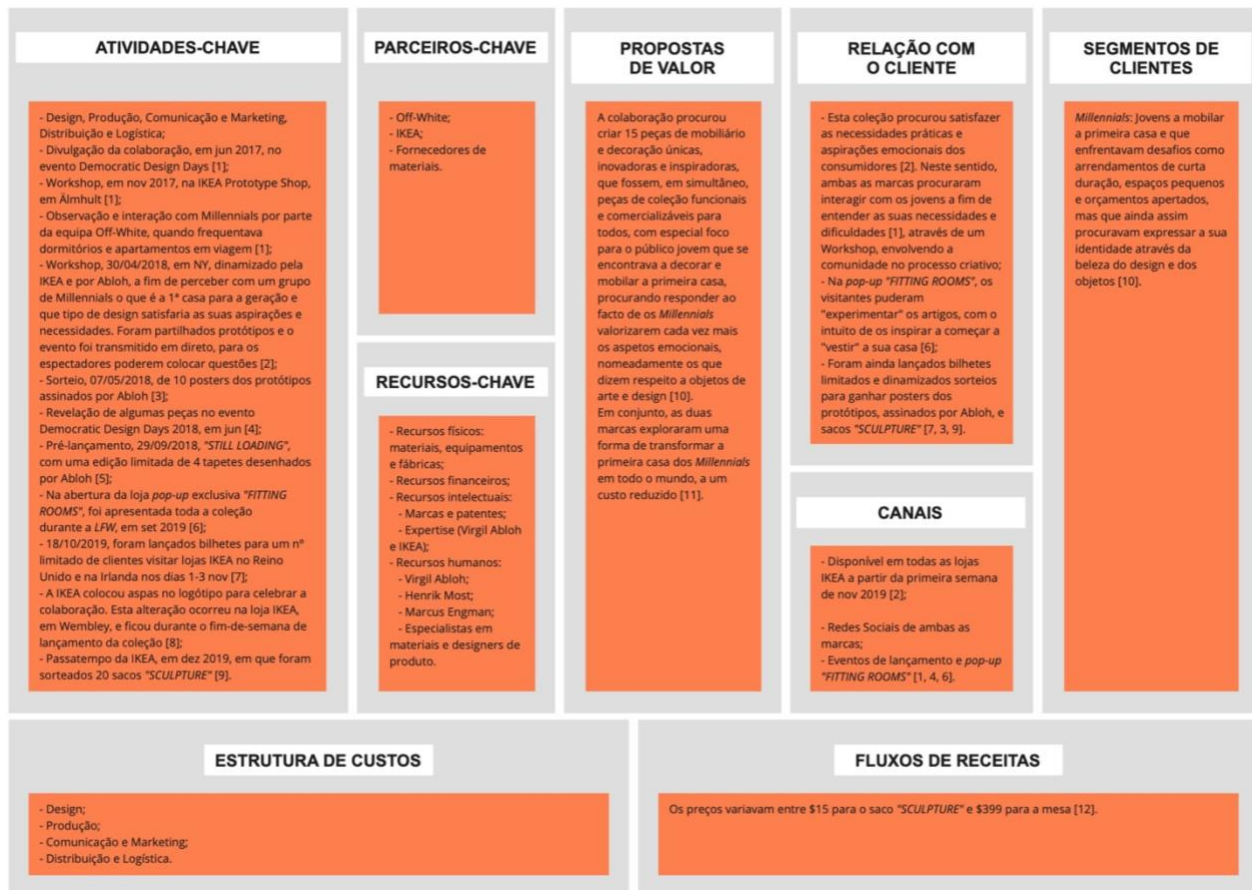 ATIVIDADES-CHAVE
- Design, Produção, Comunicação e Marketing,
Distribuição e Logística;
- Divulgação da colaboração, em jun 2017, no
evento Democratic Design Days [1];
- Workshop, em nov 2017, na IKEA Prototype Shop,
em Älmhult [1];
- Observação e interação com Millennials por parte
da equipa Off-White, quando frequentava
dormitórios e apartamentos em viagem [1];
- Workshop, 30/04/2018, em NY, dinamizado pela
IKEA e por Abloh, a fim de perceber com um grupo
de Millennials o que é a 1ª casa para a geração e
que tipo de design satisfaria as suas aspirações e
necessidades. Foram partilhados protótipos e o
evento foi transmitido em direto, para os
espectadores poderem colocar questões [2];
- Sorteio, 07/05/2018, de 10 posters dos protótipos
assinados por Abloh [3];
- Revelação de algumas peças no evento
Democratic Design Days 2018, em jun [4];
- Pré-lançamento, 29/09/2018, "STILL LOADING",
com uma edição limitada de 4 tapetes desenhados
por Abloh [5];
- Na abertura da loja pop-up exclusiva "FITTING
ROOMS", foi apresentada toda a coleção
durante a LFW, em set 2019 [6];
- 18/10/2019, foram lançados bilhetes para um nº
limitado de clientes visitar lojas IKEA no Reino
Unido e na Irlanda nos dias 1-3 nov [7];
- A IKEA colocou aspas no logótipo para celebrar a
colaboração. Esta alteração ocorreu na loja IKEA,
em Wembley, e ficou durante o fim-de-semana de
lançamento da coleção [8];
- Passatempo da IKEA, em dez 2019, em que foram
sorteados 20 sacos "SCULPTURE" [9].
PARCEIROS-CHAVE
- Off-White;
- IKEA;
- Fornecedores de
materiais.
RECURSOS-CHAVE
- Recursos físicos:
materiais, equipamentos
e fábricas;
- Recursos financeiros;
- Recursos intelectuais:
- Marcas e patentes;
- Expertise (Virgil Abloh
e IKEA);
- Recursos humanos:
- Virgil Abloh;
- Henrik Most;
- Marcus Engman;
- Especialistas em
materiais e designers de
produto.
PROPOSTAS
DE VALOR
A colaboração procurou
criar 15 peças de mobiliário
e decoração únicas,
inovadoras e inspiradoras,
que fossem, em simultâneo,
peças de coleção funcionais
e comercializáveis para
todos, com especial foco
para o público jovem que se
encontrava a decorar e
mobilar a primeira casa,
procurando responder ao
facto de os Millennials
valorizarem cada vez mais
os aspetos emocionais,
nomeadamente os que
dizem respeito a objetos de
arte e design [10].
Em conjunto, as duas
marcas exploraram uma
forma de transformar a
primeira casa dos Millennials
em todo o mundo, a um
custo reduzido [11].
RELAÇÃO COM
O CLIENTE
- Esta coleção procurou satisfazer
as necessidades práticas e
aspirações emocionais dos
consumidores [2]. Neste sentido,
ambas as marcas procuraram
interagir com os jovens a fim de
entender as suas necessidades e
dificuldades [1], através de um
Workshop, envolvendo a
comunidade no processo criativo;
- Na pop-up "FITTING ROOMS", os
visitantes puderam
"experimentar" os artigos, com o
intuito de os inspirar a começar a
"vestir" a sua casa [6];
- Foram ainda lançados bilhetes
limitados e dinamizados sorteios
para ganhar posters dos
protótipos, assinados por Abloh, e
sacos "SCULPTURE" [7, 3, 9].
CANAIS
- Disponível em todas as lojas
IKEA a partir da primeira semana
de nov 2019 [2];
- Redes Sociais de ambas as
marcas;
- Eventos de lançamento e pop-up
"FITTING ROOMS" [1, 4, 6].
SEGMENTOS DE
CLIENTES
Millennials: Jovens a mobilar
a primeira casa e que
enfrentavam desafios como
arrendamentos de curta
duração, espaços pequenos
e orçamentos apertados,
mas que ainda assim
procuravam expressar a sua
identidade através da
beleza do design e dos
objetos [10].
ESTRUTURA DE CUSTOS
- Design;
- Produção;
- Comunicação e Marketing;
- Distribuição e Logística.
FLUXOS DE RECEITAS
Os preços variavam entre $15 para o saco "SCULPTURE" e $399 para a mesa [12].